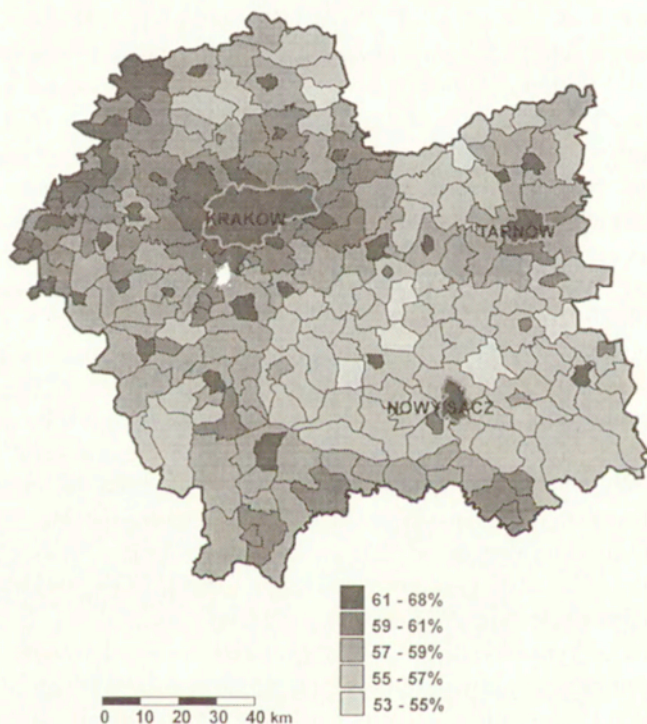 KRAKÓW
TARNÓW
NOWY SĄCZ
61 - 68%
59 - 61%
57 - 59%
55 - 57%
53 - 55%
0 10 20 30 40 km